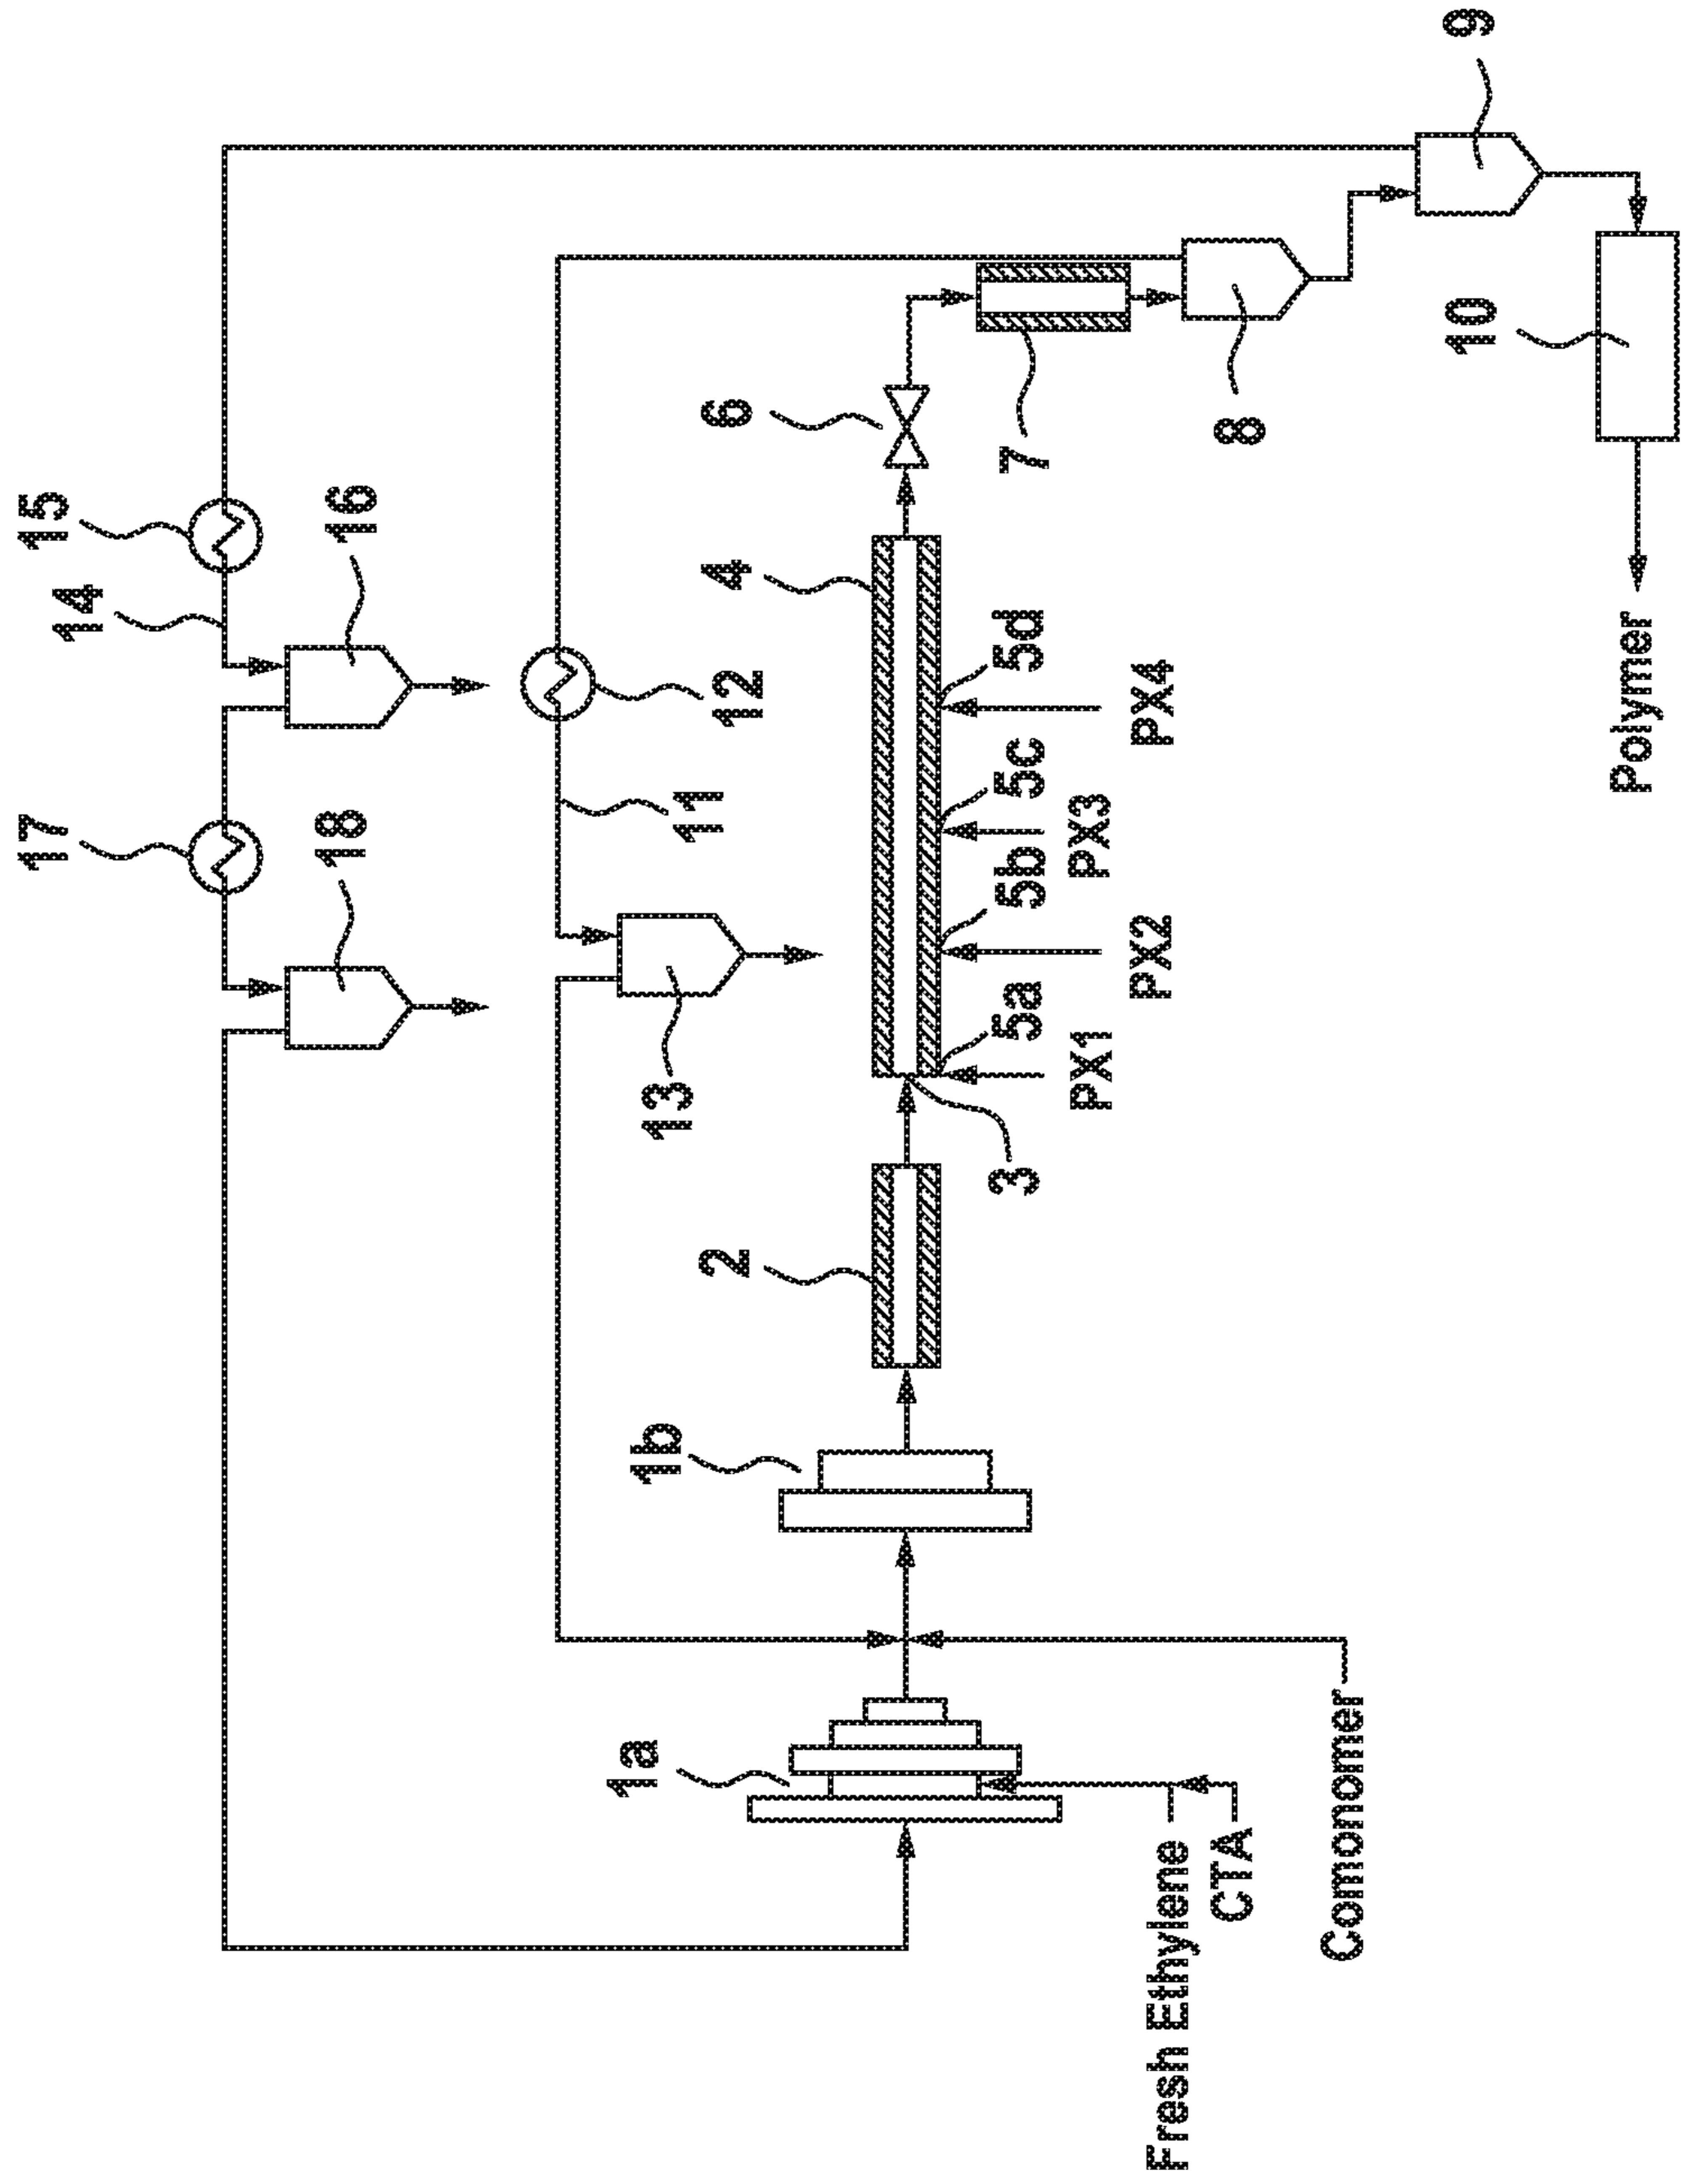 17
15
18
14
16
9
12
11
13
1a
1b
2
4
6
3
5a
5b
5c
5d
7
8
10
PX1
PX2
PX3
PX4
Fresh Ethylene
CTA
Comonomer
Polymer